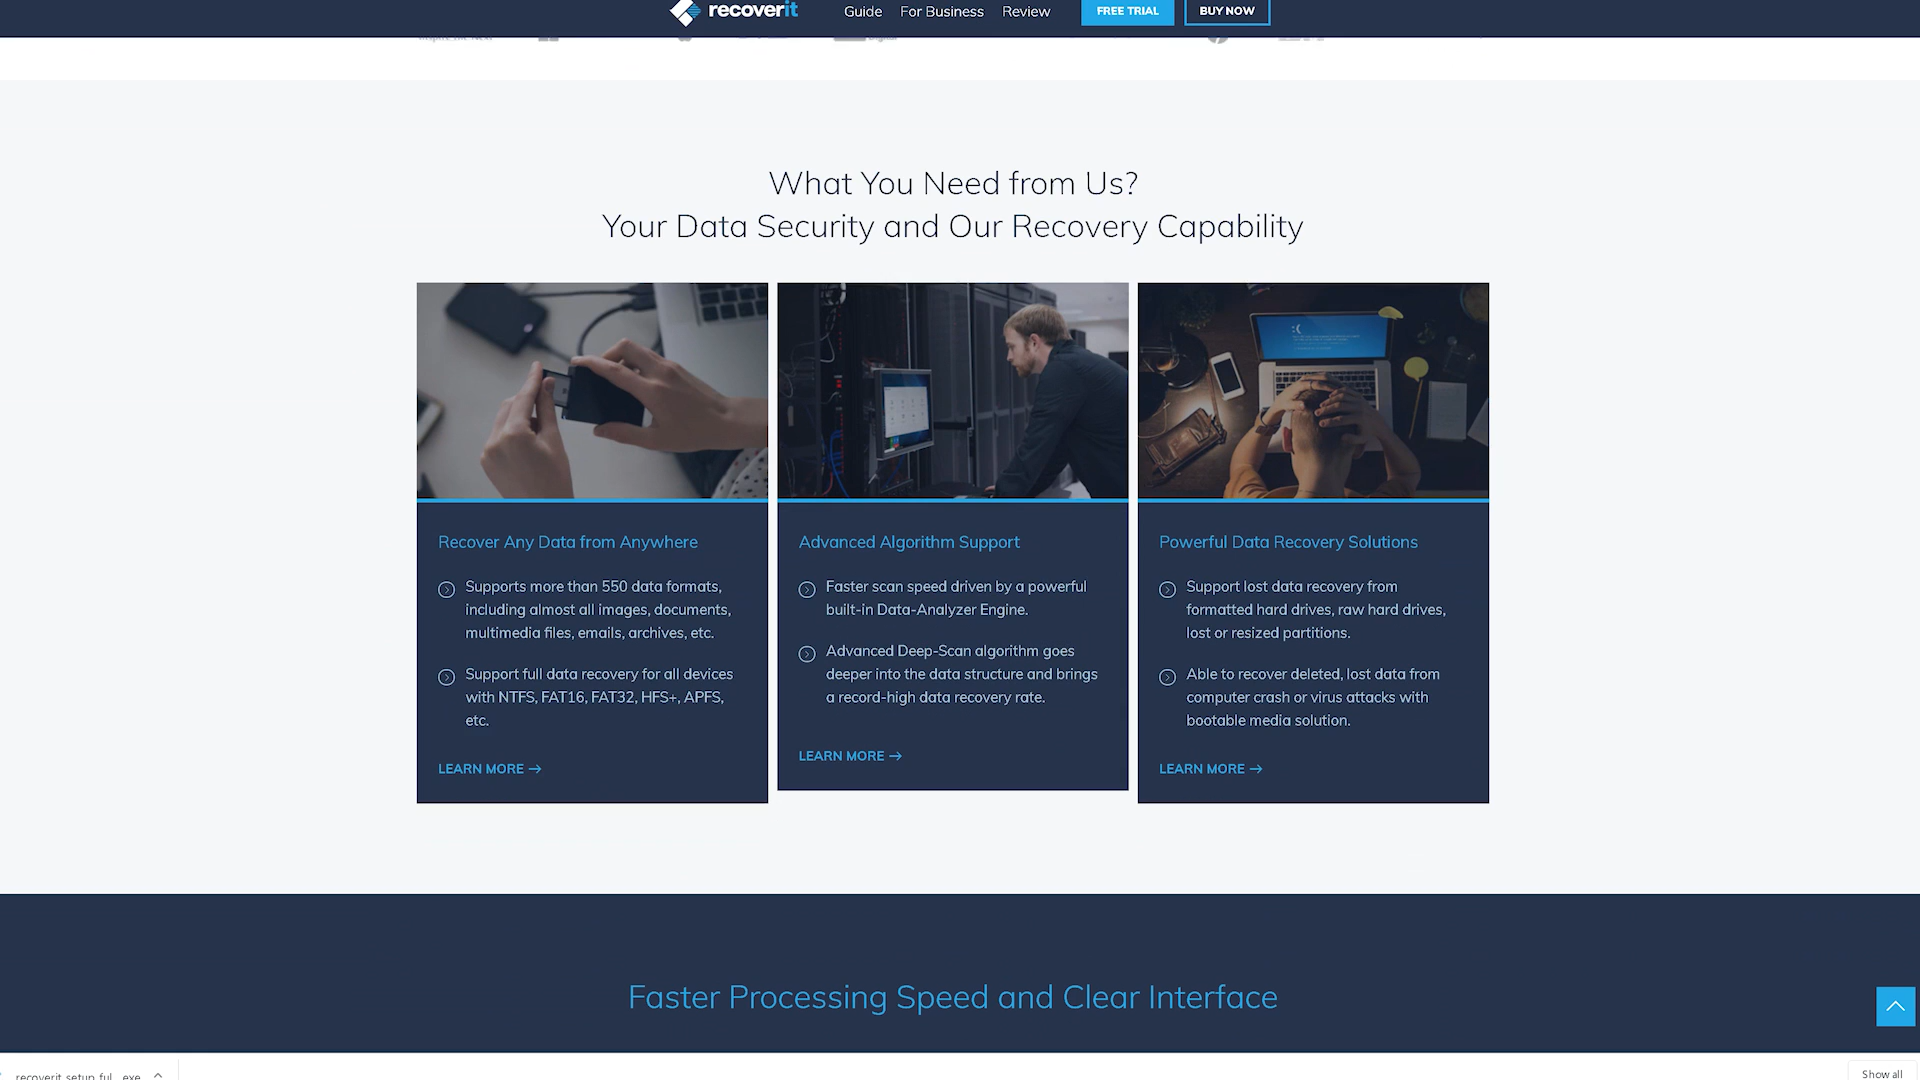 recoverit
Guide
For Business
Review
FREE TRIAL
BUY NOW
What You Need from Us?
Your Data Security and Our Recovery Capability
Recover Any Data from Anywhere
Supports more than 550 data formats,
including almost all images, documents,
multimedia files, emails, archives, etc.
Support full data recovery for all devices
with NTFS, FAT16, FAT32, HFS+, APFS,
etc.
LEARN MORE →
Advanced Algorithm Support
Faster scan speed driven by a powerful
built-in Data-Analyzer Engine.
Advanced Deep-Scan algorithm goes
deeper into the data structure and brings
a record-high data recovery rate.
LEARN MORE →
Powerful Data Recovery Solutions
Support lost data recovery from
formatted hard drives, raw hard drives,
lost or resized partitions.
Able to recover deleted, lost data from
computer crash or virus attacks with
bootable media solution.
LEARN MORE →
Faster Processing Speed and Clear Interface
recoverit_setup_ful...exe
Show all